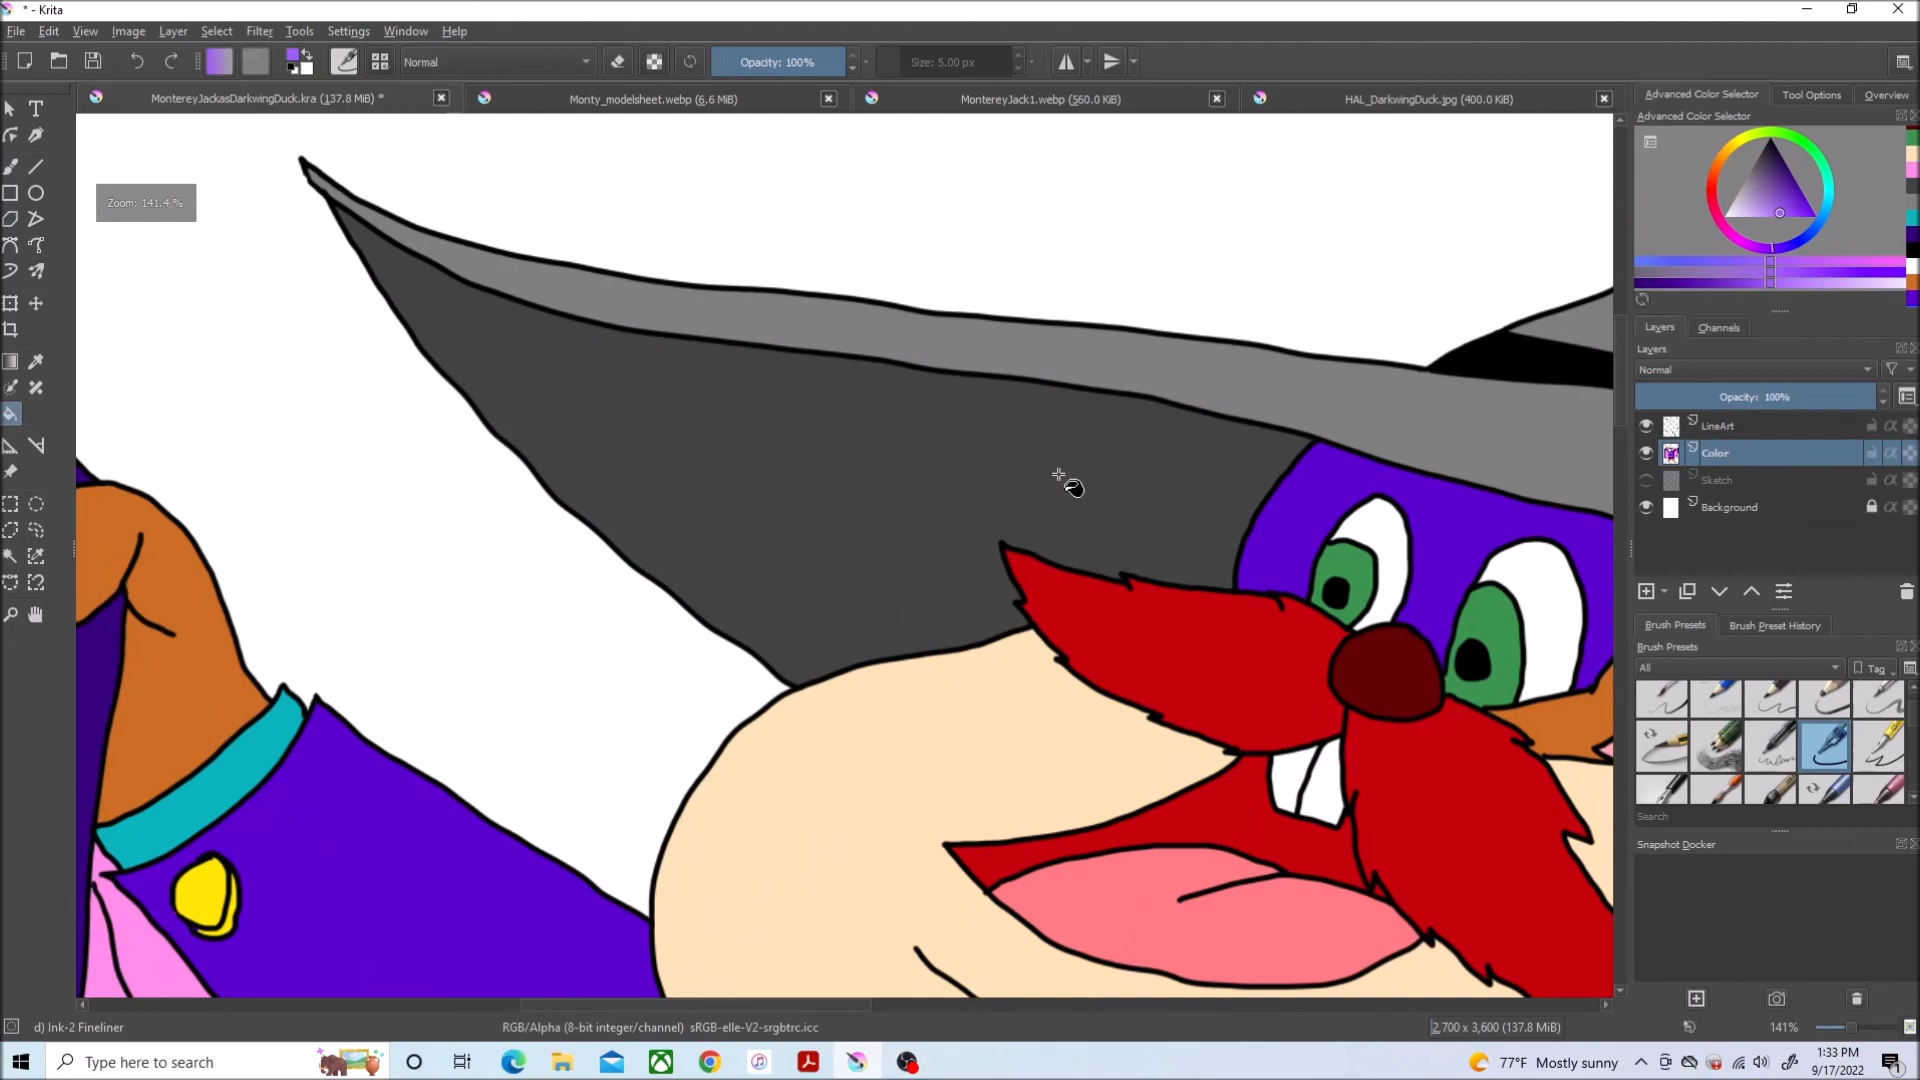 * - Krita
File Edit View Image Layer Select Filter Tools Settings Window Help
Normal Opacity: 100% Size: 5.00 px
MontereyJackasDarkwingDuck.kra (137.8 MiB) * Monty_modelsheet.webp (6.6 MiB) MontereyJack1.webp (560.0 KiB) HAL_DarkwingDuck.jpg (400.0 KiB)
Advanced Color Selector Tool Options Overview
Advanced Color Selector
Zoom: 141.4 %
Layers Channels
Layers
Normal
Opacity: 100%
LineArt
Color
Sketch
Background
Brush Presets Brush Preset History
Brush Presets
All Tag
Search
Snapshot Docker
d) Ink-2 Fineliner RGB/Alpha (8-bit integer/channel) sRGB-elle-V2-srgbtrc.icc 2,700 x 3,600 (137.8 MiB) 141%
Type here to search 77°F Mostly sunny 1:33 PM
9/17/2022 1